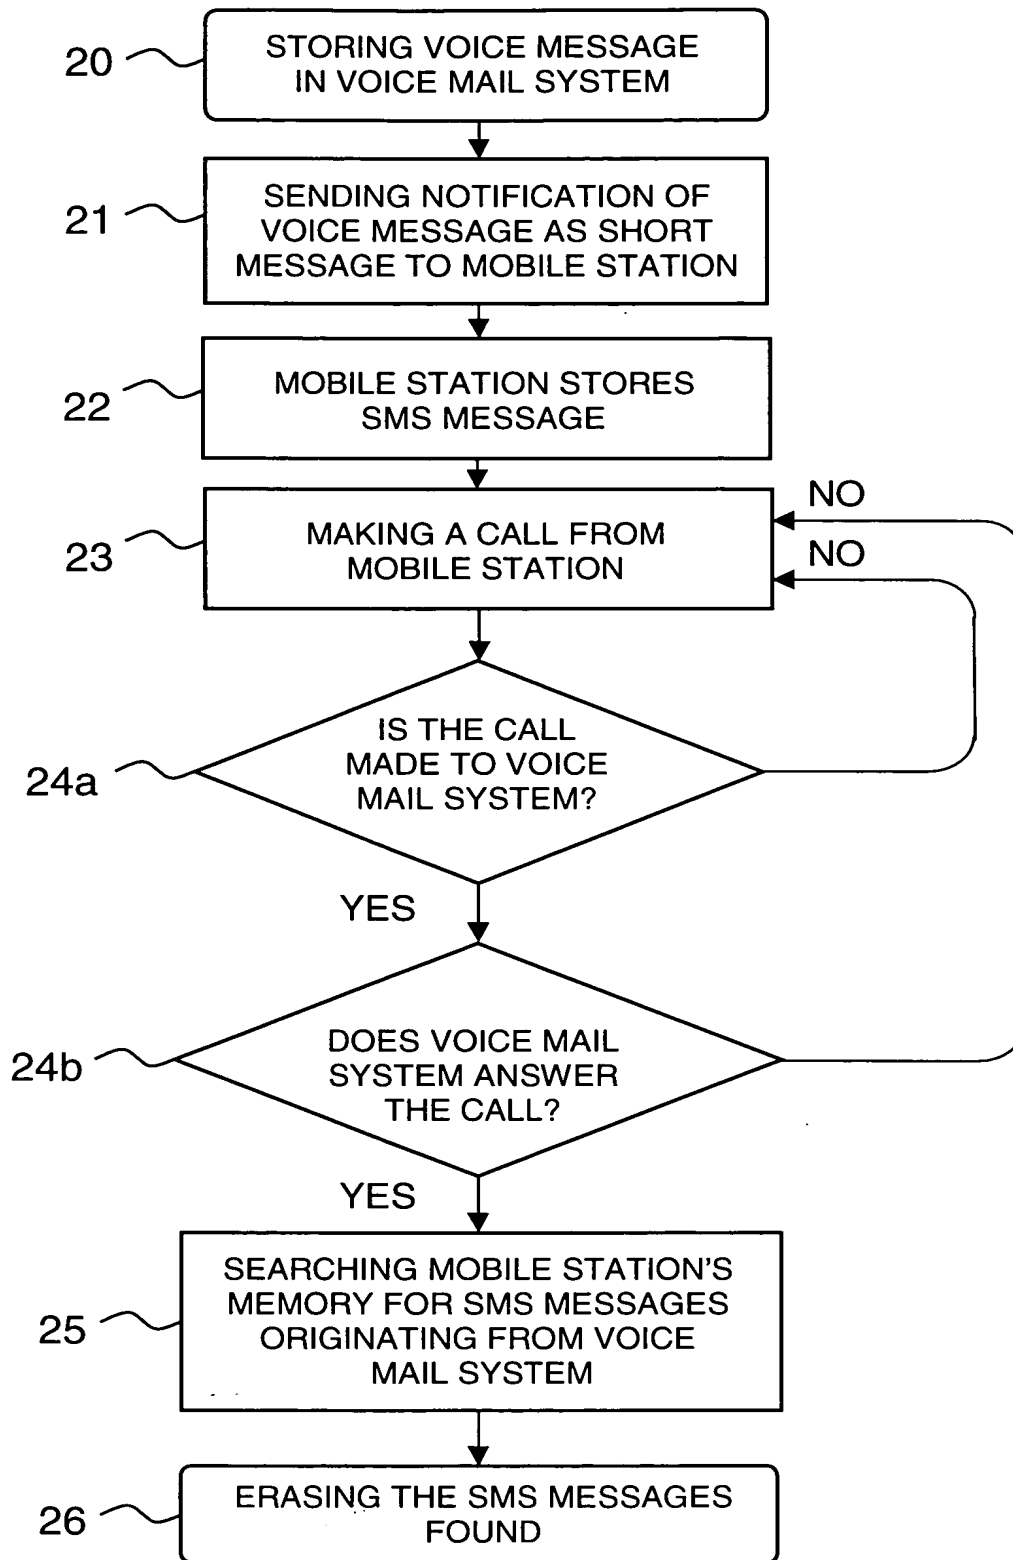 20
STORING VOICE MESSAGE
IN VOICE MAIL SYSTEM
21
SENDING NOTIFICATION OF
VOICE MESSAGE AS SHORT
MESSAGE TO MOBILE STATION
22
MOBILE STATION STORES
SMS MESSAGE
23
MAKING A CALL FROM
MOBILE STATION
NO
NO
24a
IS THE CALL
MADE TO VOICE
MAIL SYSTEM?
YES
24b
DOES VOICE MAIL
SYSTEM ANSWER
THE CALL?
YES
25
SEARCHING MOBILE STATION'S
MEMORY FOR SMS MESSAGES
ORIGINATING FROM VOICE
MAIL SYSTEM
26
ERASING THE SMS MESSAGES
FOUND